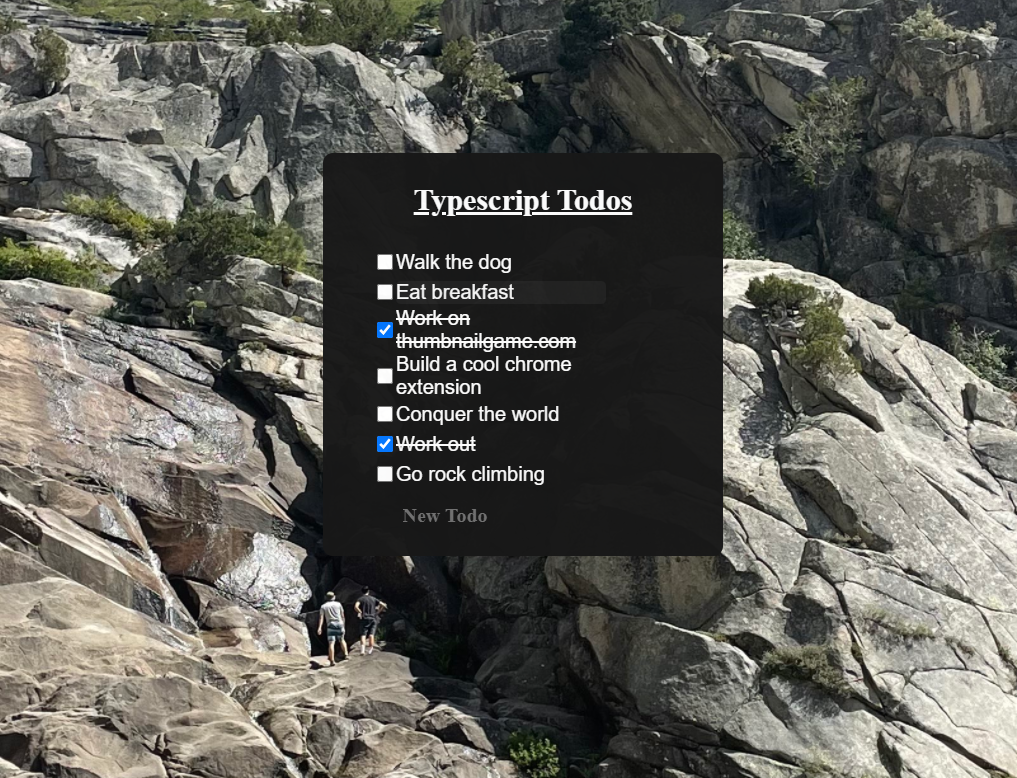 Typescript Todos
Walk the dog
Eat breakfast
Work on
thumbnailgame.com
Build a cool chrome
extension
Conquer the world
Work out
Go rock climbing
New Todo